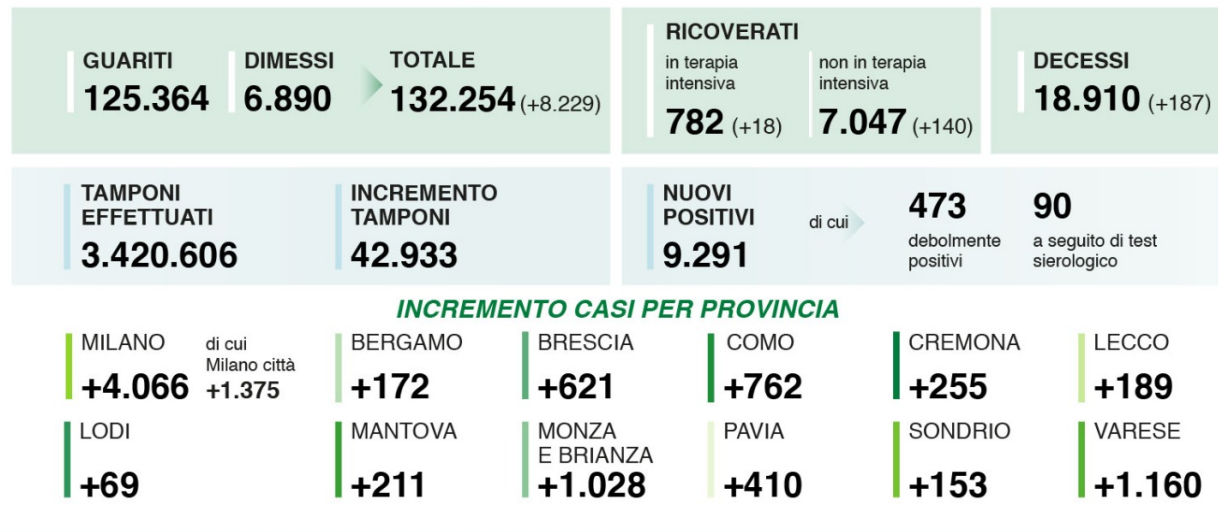 GUARITI
125.364
DIMESSI
6.890
TOTALE
132.254 (+8.229)
RICOVERATI
in terapia
intensiva
782 (+18)
non in terapia
intensiva
7.047 (+140)
DECESSI
18.910 (+187)
TAMPONI
EFFETTUATI
3.420.606
INCREMENTO
TAMPONI
42.933
NUOVI
POSITIVI
9.291
di cui
473
debolmente
positivi
90
a seguito di test
sierologico
INCREMENTO CASI PER PROVINCIA
MILANO
+4.066
di cui
Milano città
+1.375
BERGAMO
+172
BRESCIA
+621
COMO
+762
CREMONA
+255
LECCO
+189
LODI
+69
MANTOVA
+211
MONZA
E BRIANZA
+1.028
PAVIA
+410
SONDRIO
+153
VARESE
+1.160